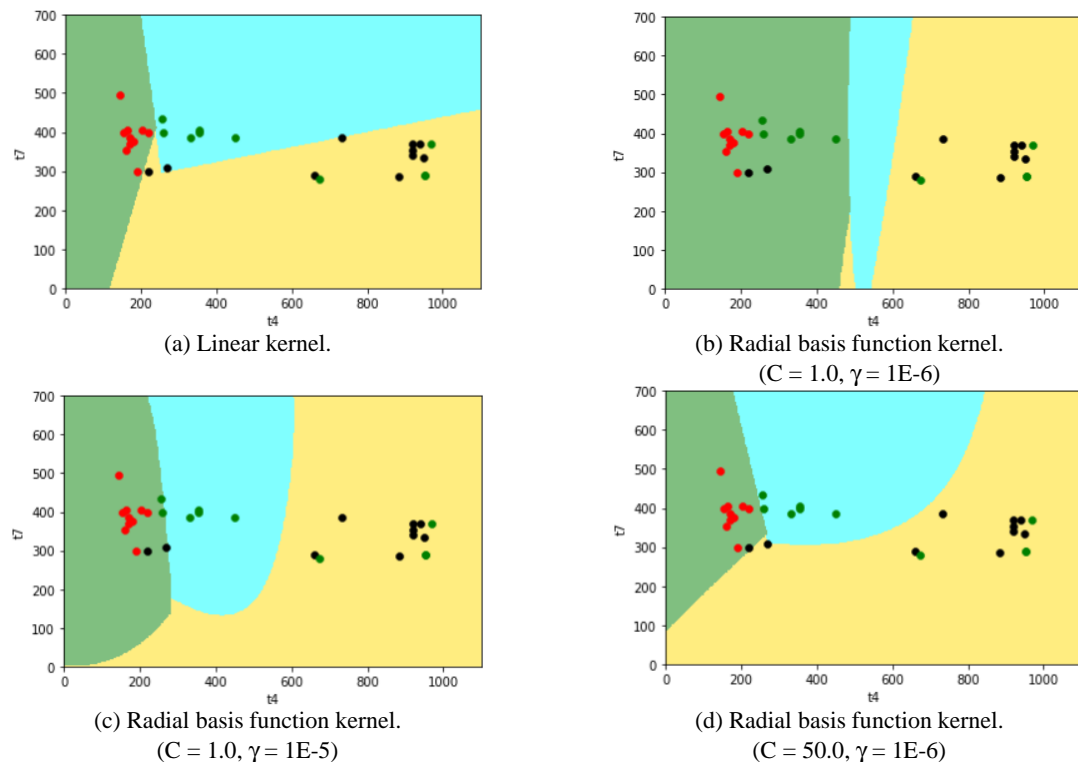 700
600
500
400
300
200
100
0
t7
0 200 400 600 800 1000
t4
(a) Linear kernel.
700
600
500
400
300
200
100
0
t7
0 200 400 600 800 1000
t4
(b) Radial basis function kernel.
(C = 1.0, γ = 1E-6)
700
600
500
400
300
200
100
0
t7
0 200 400 600 800 1000
t4
(c) Radial basis function kernel.
(C = 1.0, γ = 1E-5)
700
600
500
400
300
200
100
0
t7
0 200 400 600 800 1000
t4
(d) Radial basis function kernel.
(C = 50.0, γ = 1E-6)